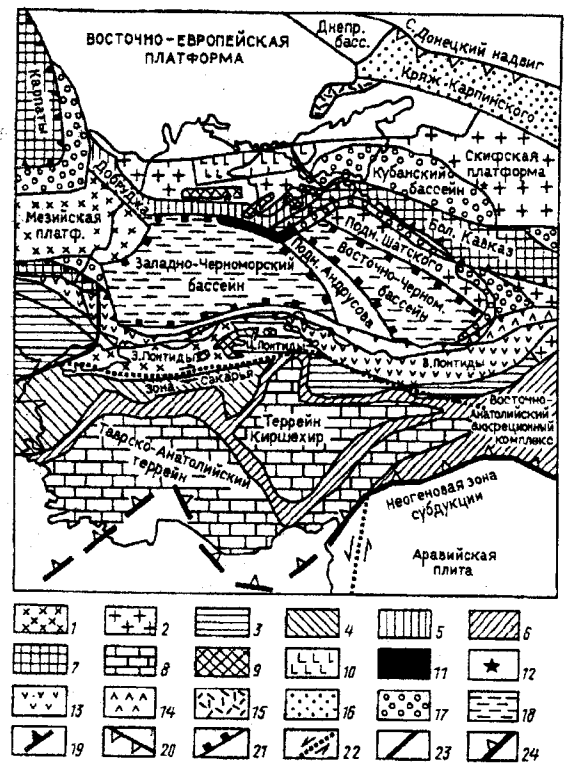 ВОСТОЧНО-ЕВРОПЕЙСКАЯ
ПЛАТФОРМА
Днепр.
басс.
С. Донецкий надвиг
Кряж Карпинского
Карпаты
Добруджа
Скифская
платформа
Кубанский
бассейн
Мезийская
платф.
Бол. Кавказ
Подн. Шатского
Западно-Черноморский
бассейн
Подн. Андрусова
Восточно-Черном.
бассейн
З. Понтиды
Ц. Понтиды
В. Понтиды
Зона Сакарья
Восточно-
Анатолийский
аккреционный
комплекс
Террейн
Киршехир
Таврско-Анатолийский
террейн
Неогеновая зона
субдукции
Аравийская
плита
1 2 3 4 5 6
7 8 9 10 11 12
13 14 15 16 17 18
19 20 21 22 23 24